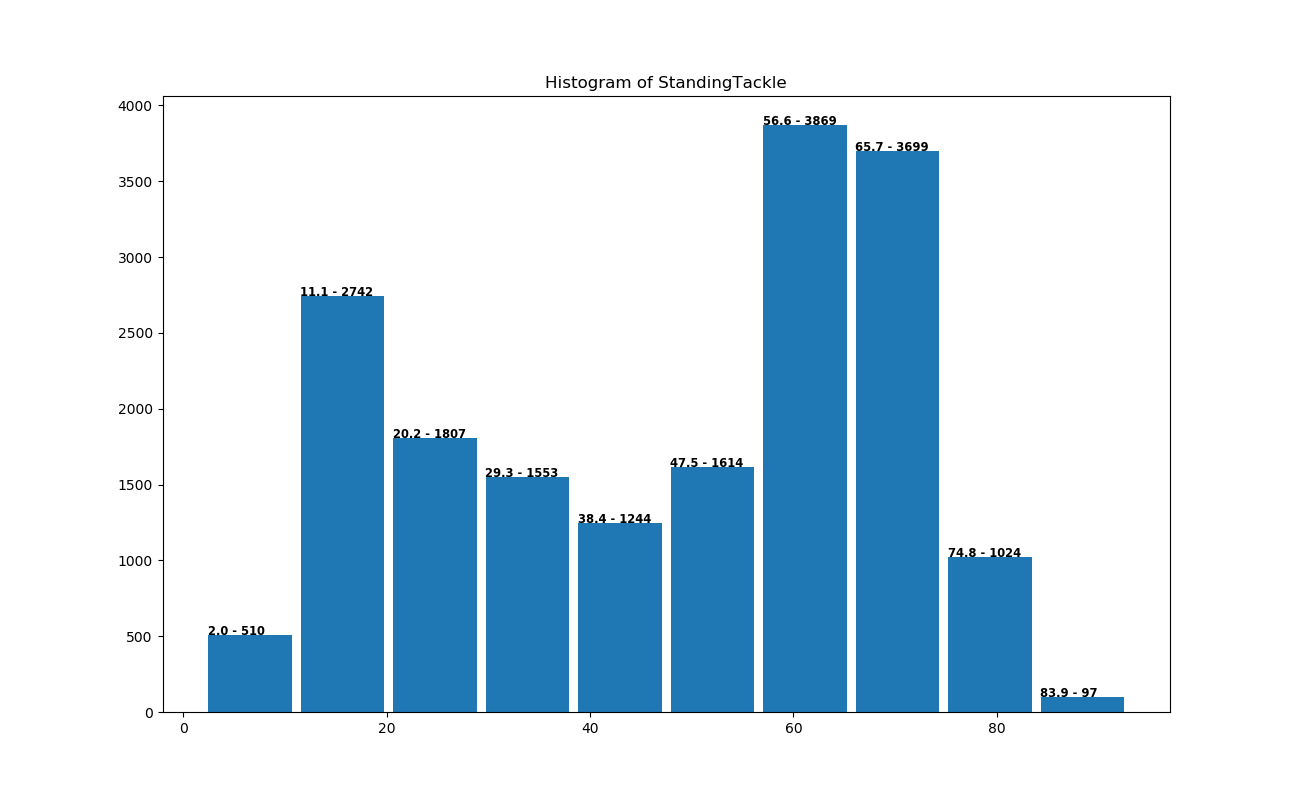 Histogram of StandingTackle
4000
3500
3000
2500
2000
1500
1000
500
0
2.0 - 510
11.1 - 2742
20.2 - 1807
29.3 - 1553
38.4 - 1244
47.5 - 1614
56.6 - 3869
65.7 - 3699
74.8 - 1024
83.9 - 97
0 20 40 60 80